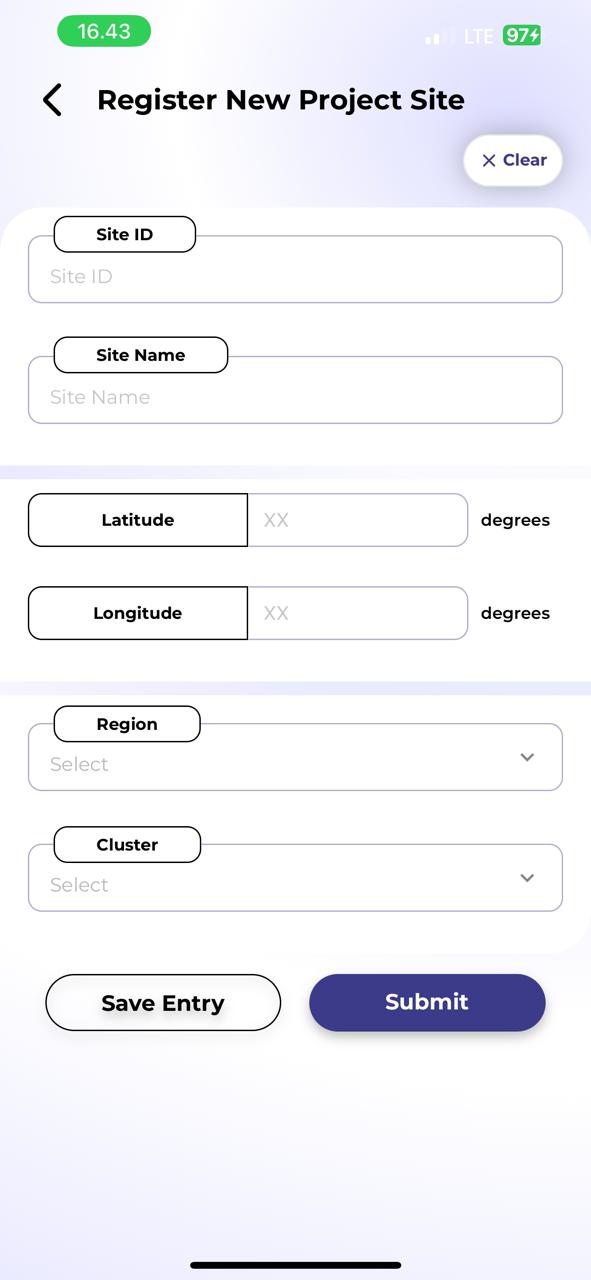 16.43
LTE 97
Register New Project Site
Clear
Site ID
Site ID
Site Name
Site Name
Latitude XX degrees
Longitude XX degrees
Region
Select
Cluster
Select
Save Entry Submit